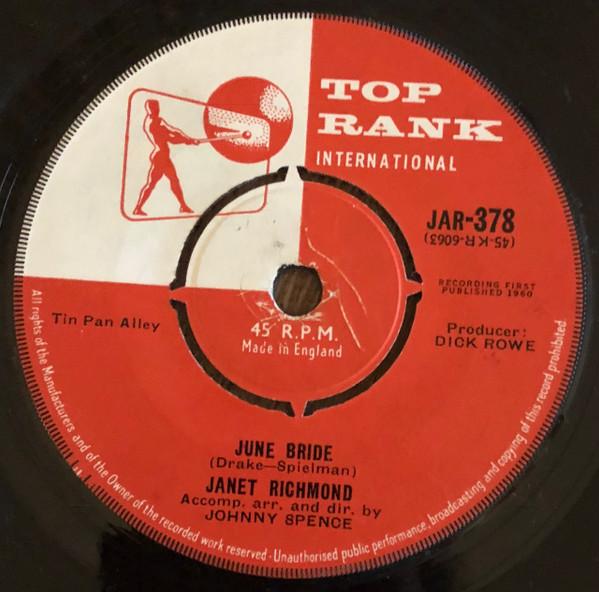 TOP
RANK
INTERNATIONAL
JAR-378
(45-K-R-6063)
RECORDING FIRST
PUBLISHED 1960
Tin Pan Alley
Producer:
DICK ROWE
45 R.P.M.
Made in England
JUNE BRIDE
(Drake—Spielman)
JANET RICHMOND
Accomp. arr. and dir. by
JOHNNY SPENCE
All rights of the Manufacturers and of the Owner of the recorded work reserved · Unauthorised public performance, broadcasting and copying of this record prohibited.